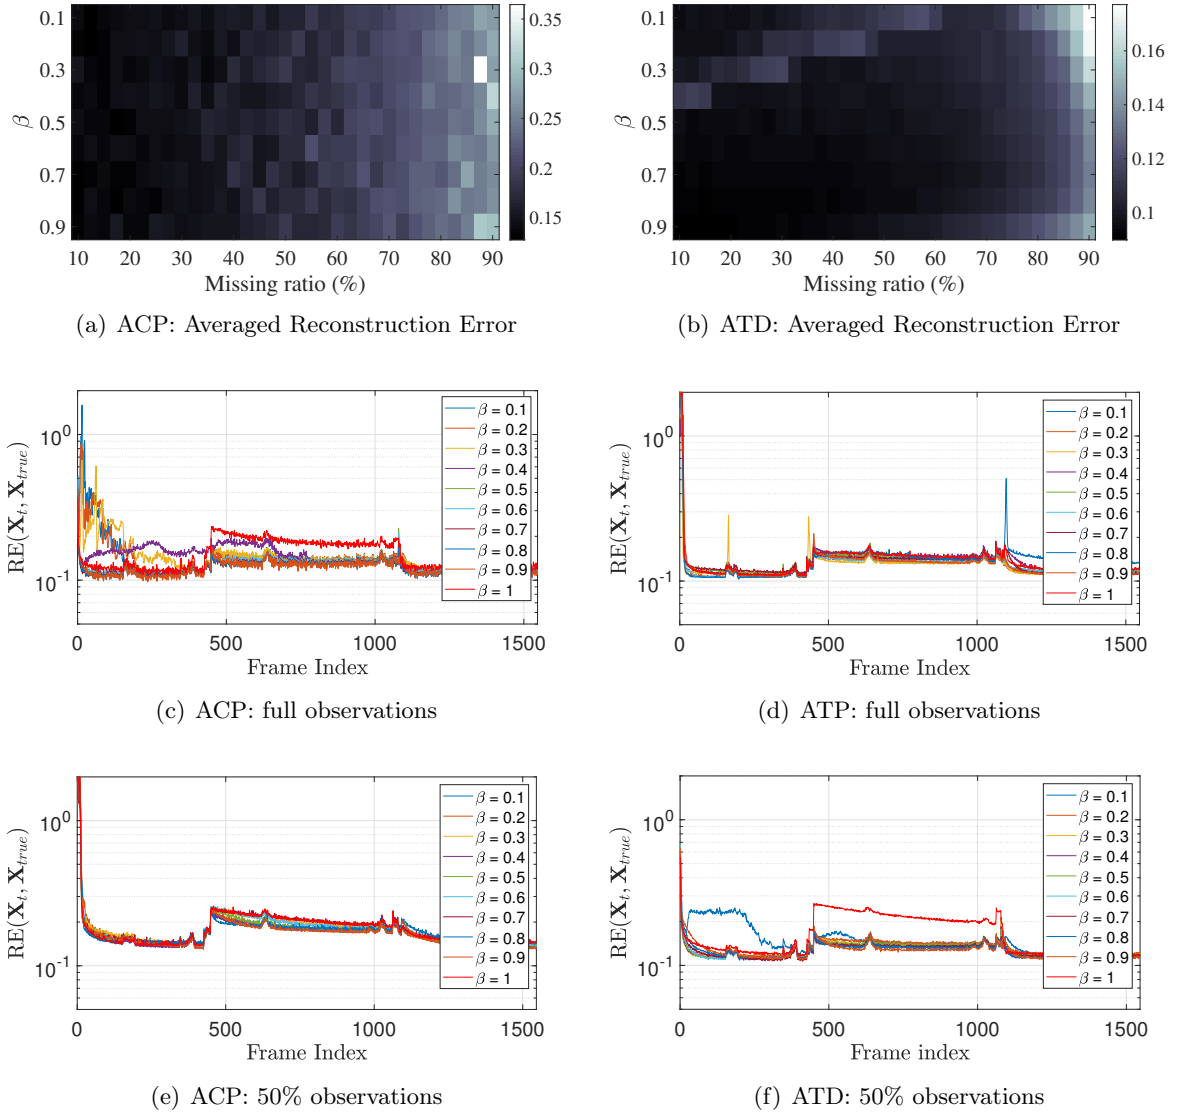 0.1
0.3
0.5
0.7
0.9
β
10 20 30 40 50 60 70 80 90
Missing ratio (%)
0.35
0.3
0.25
0.2
0.15
(a) ACP: Averaged Reconstruction Error
0.1
0.3
0.5
0.7
0.9
β
10 20 30 40 50 60 70 80 90
Missing ratio (%)
0.16
0.14
0.12
0.1
(b) ATD: Averaged Reconstruction Error
RE(X_t, X_true)
10^0
10^-1
0 500 1000 1500
Frame Index
β = 0.1
β = 0.2
β = 0.3
β = 0.4
β = 0.5
β = 0.6
β = 0.7
β = 0.8
β = 0.9
β = 1
(c) ACP: full observations
RE(X_t, X_true)
10^0
10^-1
0 500 1000 1500
Frame Index
β = 0.1
β = 0.2
β = 0.3
β = 0.4
β = 0.5
β = 0.6
β = 0.7
β = 0.8
β = 0.9
β = 1
(d) ATP: full observations
RE(X_t, X_true)
10^0
10^-1
0 500 1000 1500
Frame Index
β = 0.1
β = 0.2
β = 0.3
β = 0.4
β = 0.5
β = 0.6
β = 0.7
β = 0.8
β = 0.9
β = 1
(e) ACP: 50% observations
RE(X_t, X_true)
10^0
10^-1
0 500 1000 1500
Frame index
β = 0.1
β = 0.2
β = 0.3
β = 0.4
β = 0.5
β = 0.6
β = 0.7
β = 0.8
β = 0.9
β = 1
(f) ATD: 50% observations